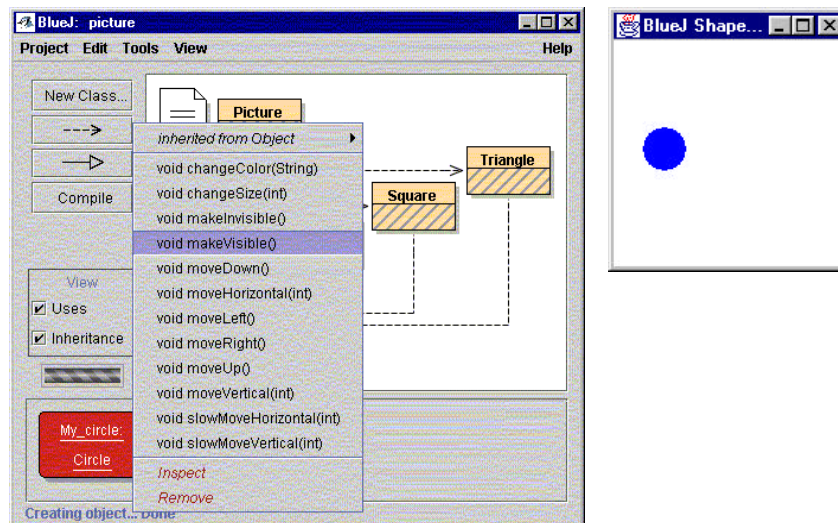 BlueJ: picture
Project Edit Tools View Help
New Class...
Compile
View
Uses
Inheritance
Picture
Triangle
Square
inherited from Object
void changeColor(String)
void changeSize(int)
void makeInvisible()
void makeVisible()
void moveDown()
void moveHorizontal(int)
void moveLeft()
void moveRight()
void moveUp()
void moveVertical(int)
void slowMoveHorizontal(int)
void slowMoveVertical(int)
Inspect
Remove
My_circle:
Circle
Creating object... Done
BlueJ Shape...